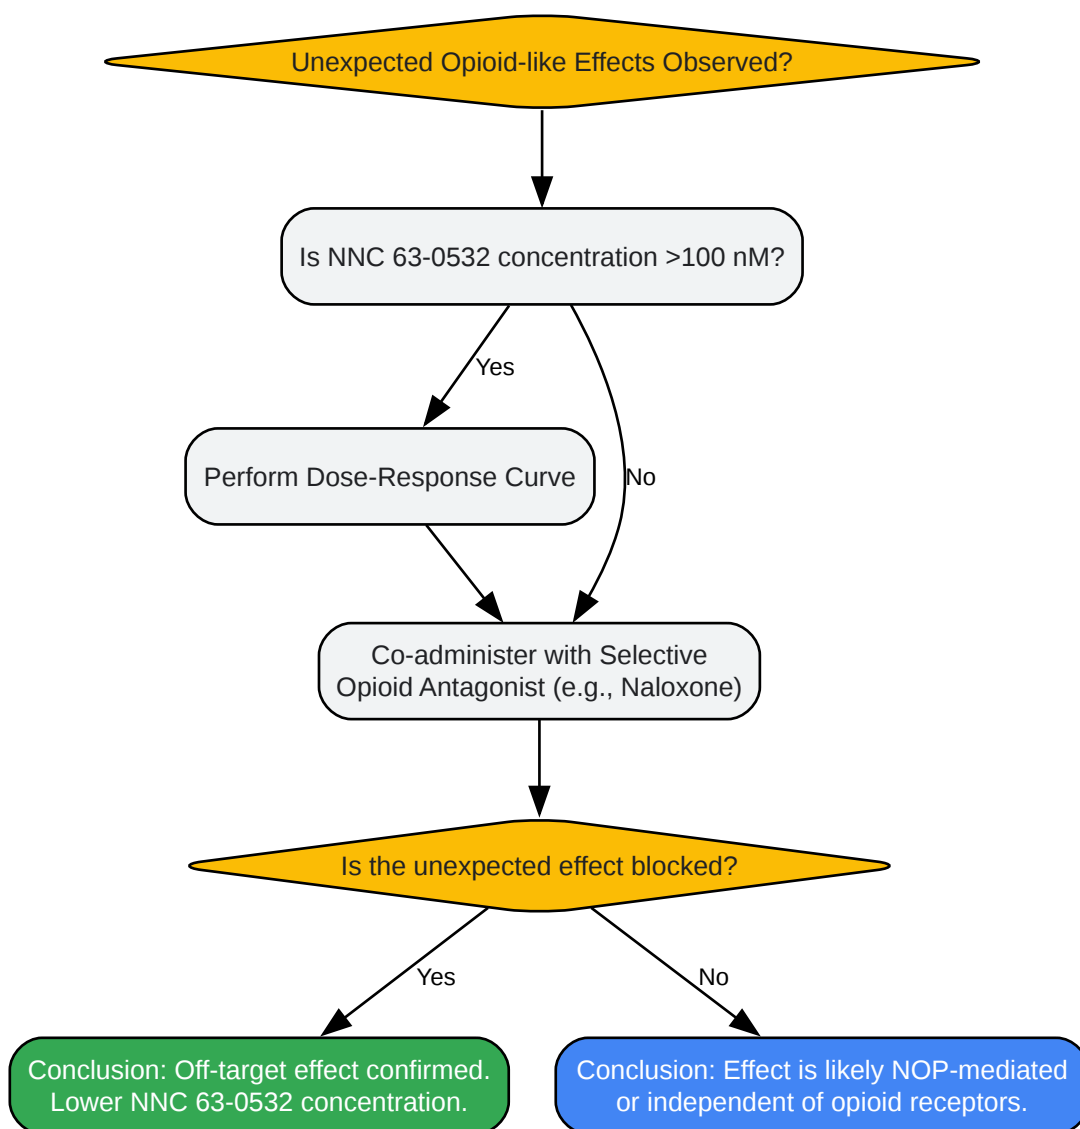 Unexpected Opioid-like Effects Observed?
Is NNC 63-0532 concentration >100 nM?
Yes
Perform Dose-Response Curve
No
Co-administer with Selective
Opioid Antagonist (e.g., Naloxone)
Is the unexpected effect blocked?
Yes
No
Conclusion: Off-target effect confirmed.
Lower NNC 63-0532 concentration.
Conclusion: Effect is likely NOP-mediated
or independent of opioid receptors.